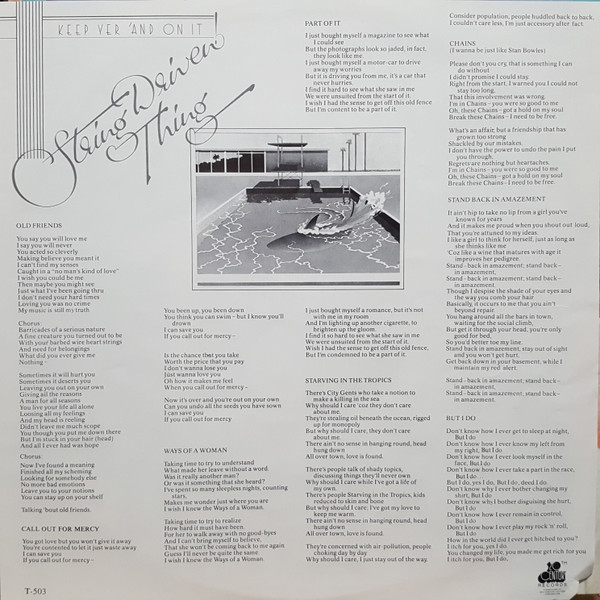 KEEP YER 'AND ON IT
String Driven
Thing
OLD FRIENDS
You say you will love me
I say you will never
You acted so cleverly
Making believe you meant it
I can't find my senses
Caught in a "no man's kind of love"
I wish you could be me
Then maybe you might see
Just what I've been going thru
I don't need your hard times
Loving you was no crime
My music is still my truth
Chorus:
Barricades of a serious nature
A fine creature you turned out to be
With your barbed wire heart strings
And need for belongings
What did you ever give me
Nothing
Sometimes it will hurt you
Sometimes it deserts you
Leaving you out on your own
Giving all the reasons
A man for all seasons
You live your life all alone
Loosing all my feelings
And my head is reeling
Didn't leave me much scope
You though you put me down there
But I'm stuck in your hair (head)
And all I ever had was hope
Chorus.
Now I've found a meaning
Finished all my scheming
Looking for somebody else
No more bad emotions
Leave you to your notions
You can stay up on your shelf
Talking 'bout old friends.
CALL OUT FOR MERCY
You got love but you won't give it away
You're contented to let it just waste away
I can save you
If you call out for mercy –
You been up, you been down
You think you can swim – but I know you'll
drown
I can save you
If you call out for mercy –
Is the chance that you take
Worth the price that you pay
I don't wanna lose you
Just wanna love you
Oh how it makes me feel
When you call out for mercy –
Now it's over and you're out on your own
Can you undo all the seeds you have sown
I can save you
If you call out for mercy –
WAYS OF A WOMAN
Taking time to try to understand
What made her leave without a word.
Was it really another man?
Or was it something that she heard?
I've spent so many sleepless nights, counting
stars,
Makes me wonder just where you are
I wish I knew the Ways of a Woman.
Taking time to try to realize
How hard it must have been.
For her to walk away with no good-byes
And I can't bring myself to believe,
That she won't be coming back to me again
Guess I'll never be quite the same.
I wish I knew the Ways of a Woman.
PART OF IT
I just bought myself a magazine to see what
I could see
But the photographs look so jaded, in fact,
they look like me.
I just bought myself a motor-car to drive
away my worries
But it is driving you from me, it's a car that
never hurries.
I find it hard to see what she saw in me
We were unsuited from the start of it.
I wish I had the sense to get off this old fence
But I'm content to be a part of it.
I just bought myself a romance, but it's not
with me in my room
And I'm lighting up another cigarette, to
brighten up the gloom.
I find it so hard to see what she saw in me
We were unsuited from the start of it.
Wish I had the sense to get off this old fence,
But I'm condemned to be a part of it.
STARVING IN THE TROPICS
There's City Gents who take a notion to
make a killing in the sea
Why should I care 'coz they don't care
about me.
They're stealing oil beneath the ocean, rigged
up for monopoly
But why should I care, they don't care
about me.
There ain't no sense in hanging round, head
hung down
All over town, love is found.
There's people talk of shady topics,
discussing things they'll never own
Why should I care while I've got a life of
my own.
There's people Starving in the Tropics, kids
reduced to skin and bone
But why should I care; I've got my love to
keep me warm.
There ain't no sense in hanging round, head
hung down
All over town, love is found.
They're concerned with air-pollution, people
choking day by day
Why should I care, I just stay out of the way.
Consider population, people huddled back to back.
I couldn't care less, I'm just accessory after fact.
CHAINS
(I wanna be just like Stan Bowles)
Please don't you cry, that is something I can
do without
I didn't promise I could stay.
Right from the start, I warned you I could not
stay too long,
That this involvement was wrong.
I'm in Chains – you were so good to me
Oh, these Chains – got a hold on my soul
Break these Chains – I need to be free.
What's an affair, but a friendship that has
grown too strong
Shackled by our mistakes.
I don't have the power to undo the pain I put
you through,
Regrets are nothing but heartaches.
I'm in Chains – you were so good to me
Oh, these Chains – got a hold on my soul
Break these Chains – I need to be free.
STAND BACK IN AMAZEMENT
It ain't hip to take no lip from a girl you've
known for years
And it makes me proud when you shout out loud.
That you're attuned to my ideas.
I like a girl to think for herself, just as long as
she thinks like me
'Coz like a wine that matures with age it
improves her pedigree.
Stand - back in amazement, stand back -
in amazement,
Stand - back in amazement, stand - back -
in amazement.
Though I despise the shade of your eyes and
the way you comb your hair
Basically, it occurs to me that you ain't
beyond repair.
You hang around all the bars in town,
waiting for the social climb,
But get it through your head, you're only
good for bed,
So you'd better toe my line.
Stand back in amazement, stay out of sight
and you won't get hurt.
Get back down in your basement, while I
maintain my red alert.
Stand - back in amazement, stand - back -
in amazement.
Stand - back in amazement, stand - back -
in amazement.
BUT I DO
Don't know how I ever get to sleep at night,
But I do.
Don't know how I ever know my left from
my right, But I do.
Don't know how I ever look myself in the
face, But I do.
Don't know how I ever take a part in the race,
But I do.
But I do, yes I do, But I do, deed I do.
Don't know why I ever bother changing my
shirt, But I do.
Don't know why I bother disguising the hurt,
But I do.
Don't know how I ever remain in control,
But I do.
Don't know how I ever play my rock 'n' roll,
But I do.
How in the world did I ever get hitched to you?
I itch for you, yes I do.
You changed my life, you made me get rich for you
I itch for you. But I do.
T-503
20th CENTURY
RECORDS